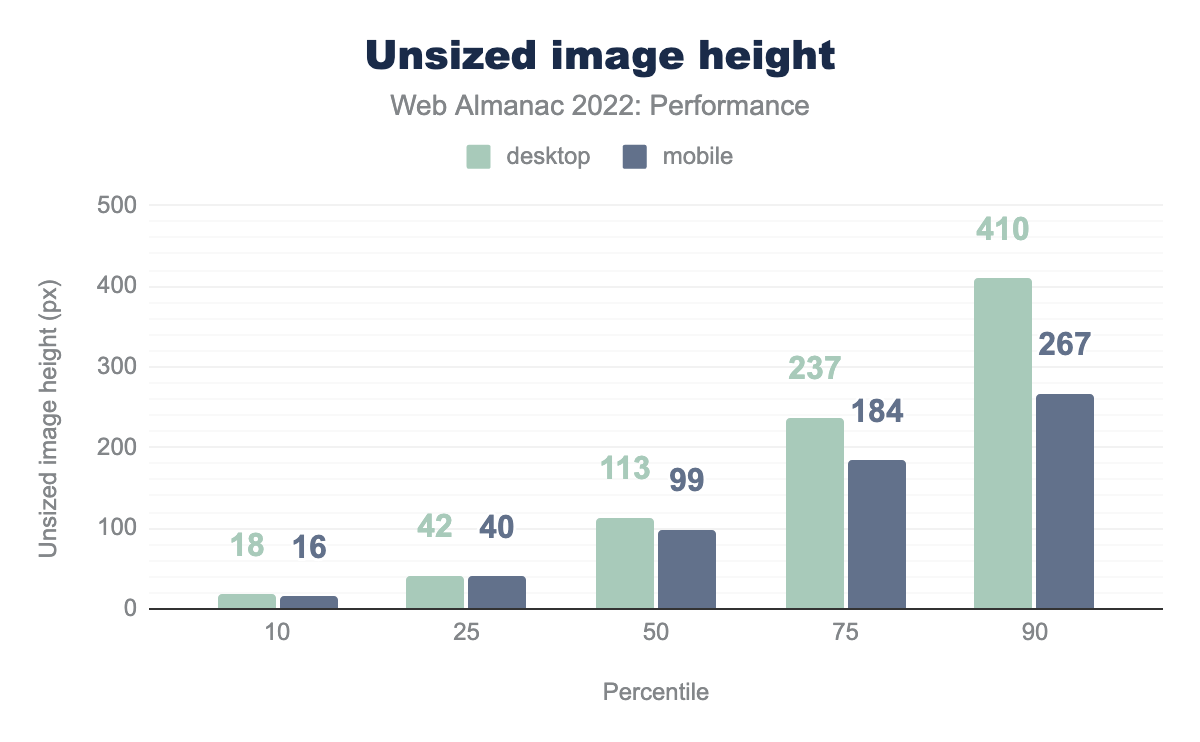 Unsized image height
Web Almanac 2022: Performance
desktop mobile
Unsized image height (px)
500
400
300
200
100
0
18 16
42 40
113 99
237 184
410 267
10 25 50 75 90
Percentile